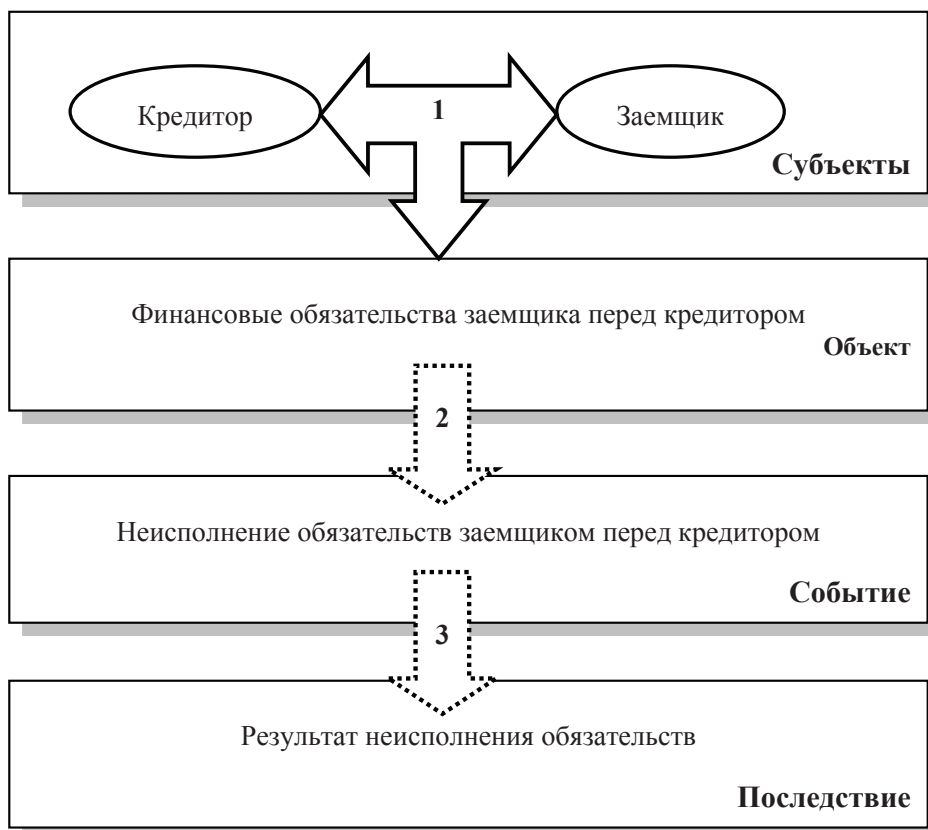 Кредитор
1
Заемщик
Субъекты
Финансовые обязательства заемщика перед кредитором
Объект
2
Неисполнение обязательств заемщиком перед кредитором
Событие
3
Результат неисполнения обязательств
Последствие